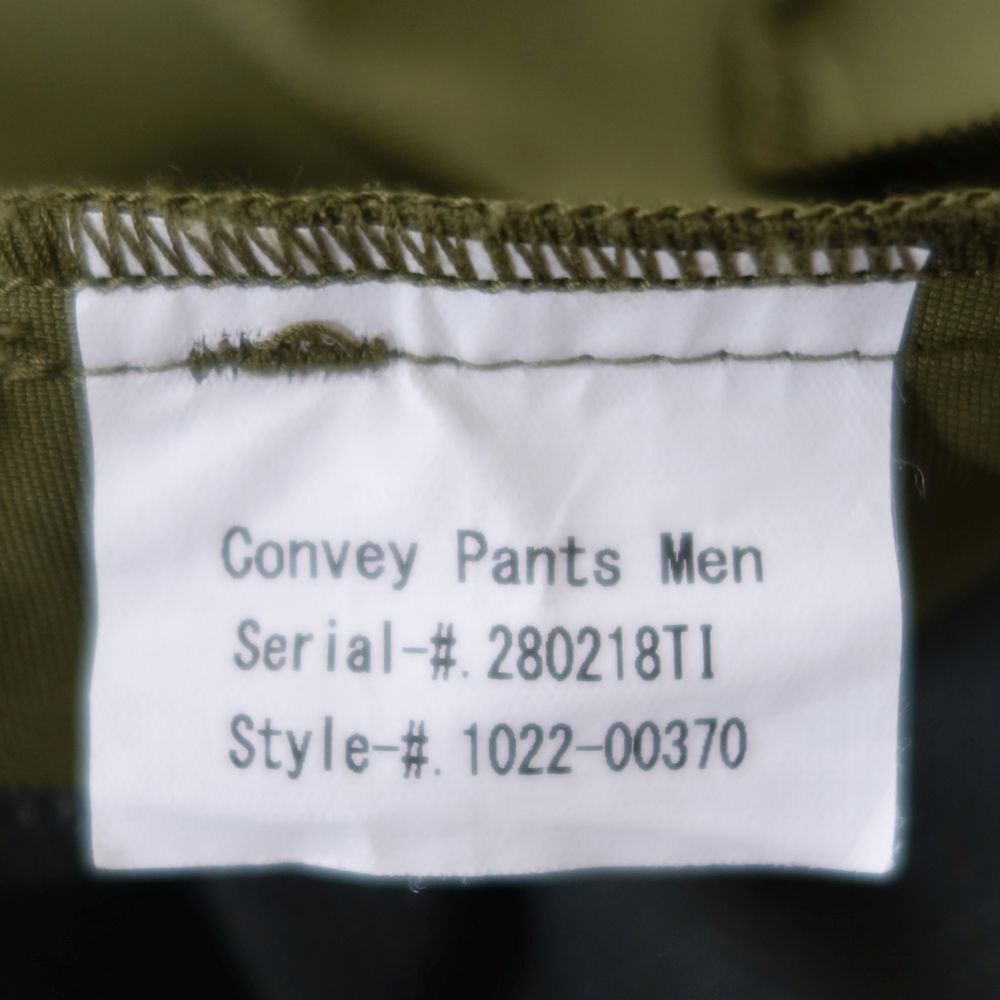 Convey Pants Men
Serial-#. 280218TI
Style-#. 1022-00370